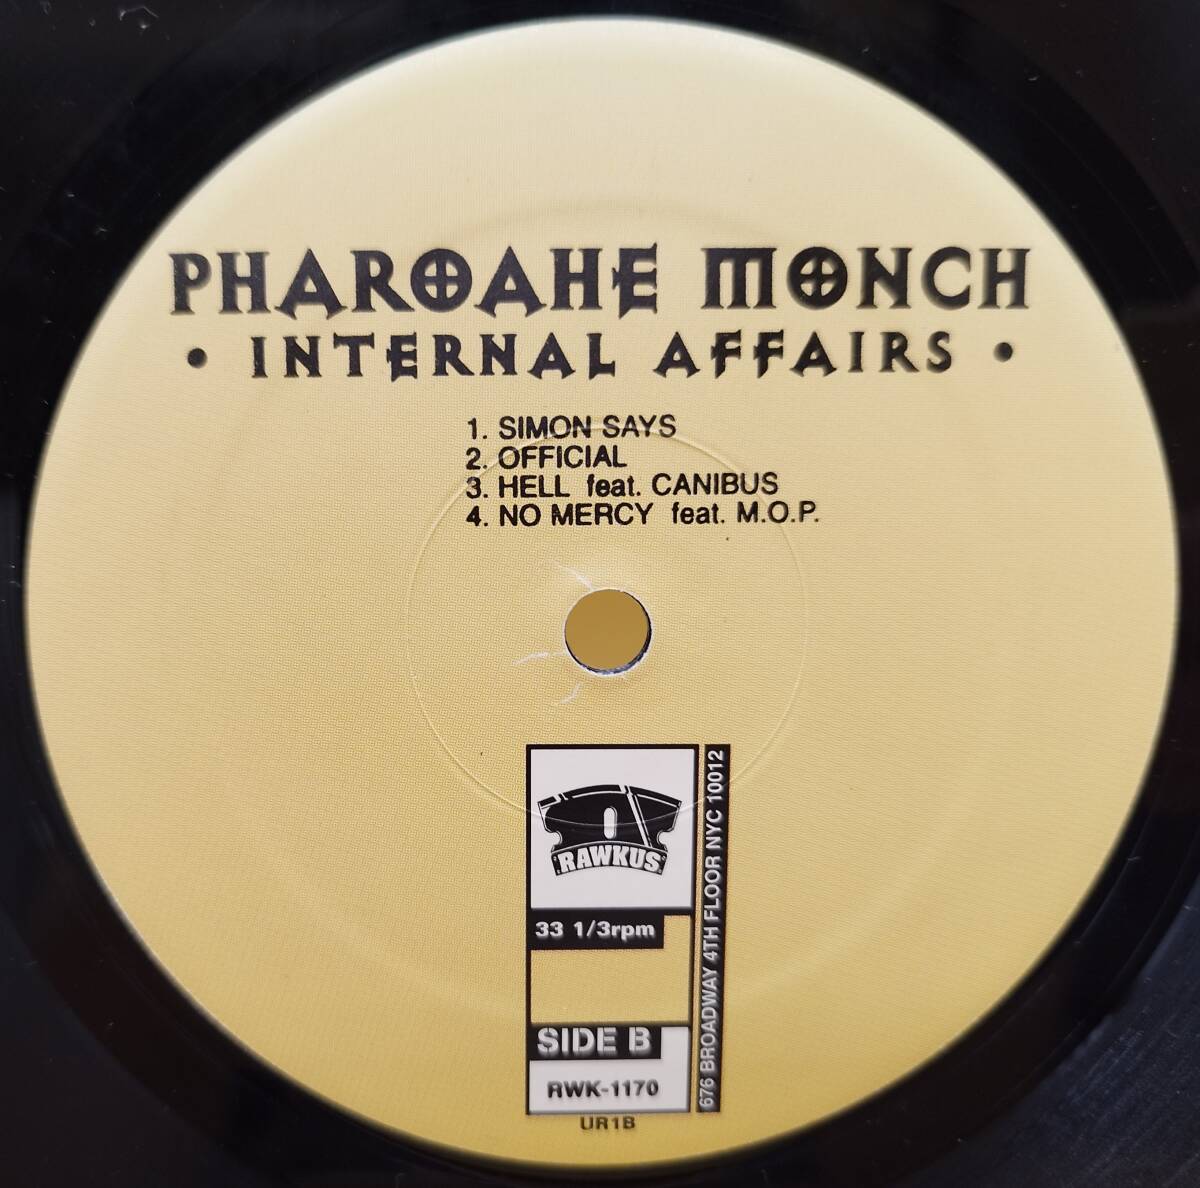 PHAROAHE MONCH
• INTERNAL AFFAIRS •
1. SIMON SAYS
2. OFFICIAL
3. HELL feat. CANIBUS
4. NO MERCY feat. M.O.P.
RAWKUS
33 1/3rpm
SIDE B
RWK-1170
UR1B
676 BROADWAY 4TH FLOOR NYC 10012